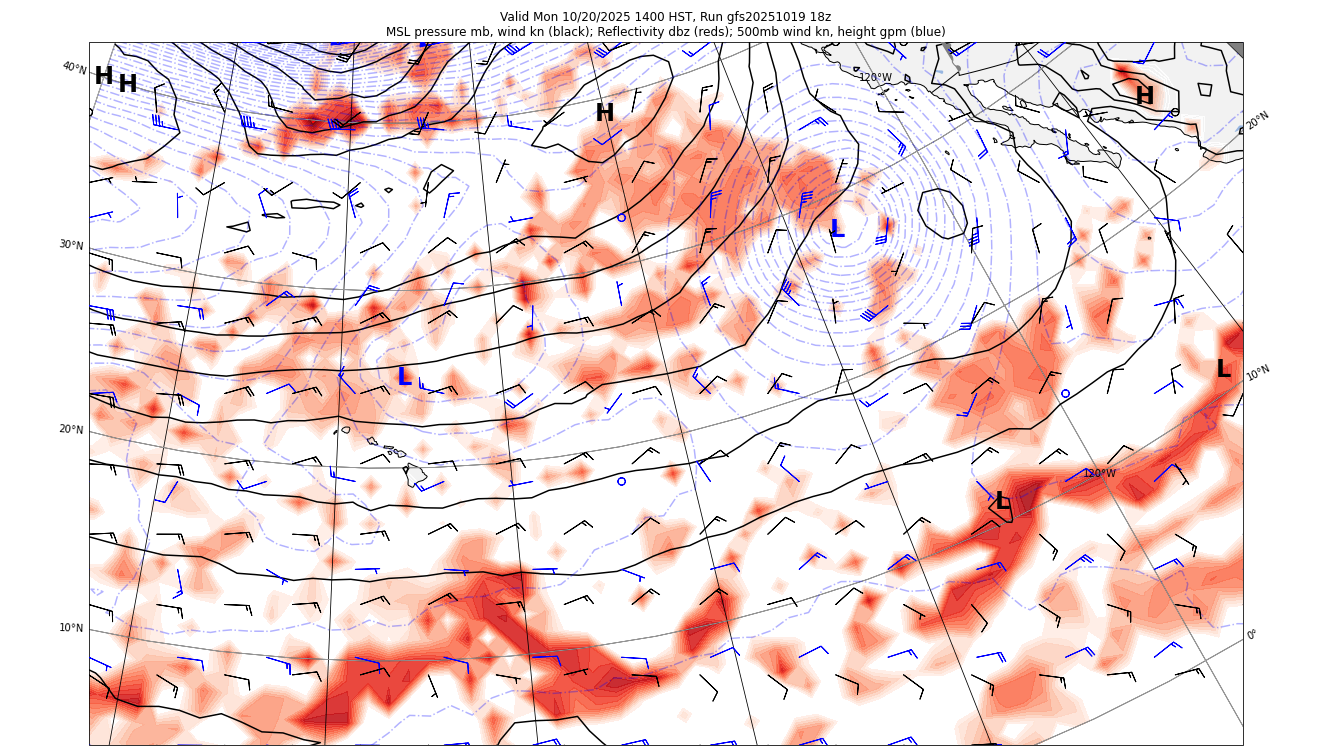 Valid Mon 10/20/2025 1400 HST, Run gfs20251019 18z
MSL pressure mb, wind kn (black); Reflectivity dbz (reds); 500mb wind kn, height gpm (blue)
40°N
H
H
H
120°W
H
20°N
30°N
L
L
L
10°N
20°N
120°W
L
10°N
0°